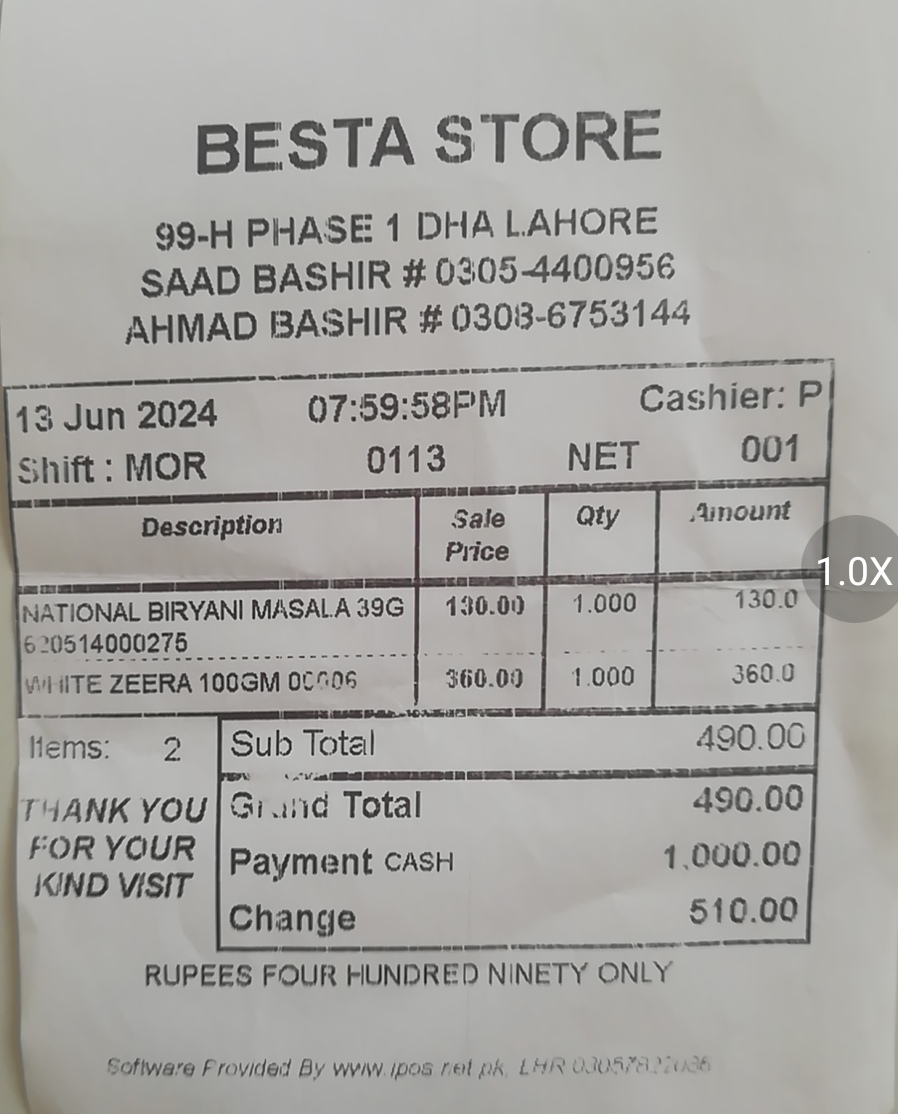 BESTA STORE
99-H PHASE 1 DHA LAHORE
SAAD BASHIR # 0305-4400956
AHMAD BASHIR # 0308-6753144
13 Jun 2024 07:59:58PM Cashier: P
Shift : MOR 0113 NET 001
Description Sale Price Qty Amount
NATIONAL BIRYANI MASALA 39G 130.00 1.000 130.0
620514000275
WHITE ZEERA 100GM 360.00 1.000 360.0
Items: 2 Sub Total 490.00
THANK YOU Grand Total 490.00
FOR YOUR Payment CASH 1,000.00
KIND VISIT Change 510.00
RUPEES FOUR HUNDRED NINETY ONLY
Software Provided By www.ipos.net.pk, LHR
1.0X